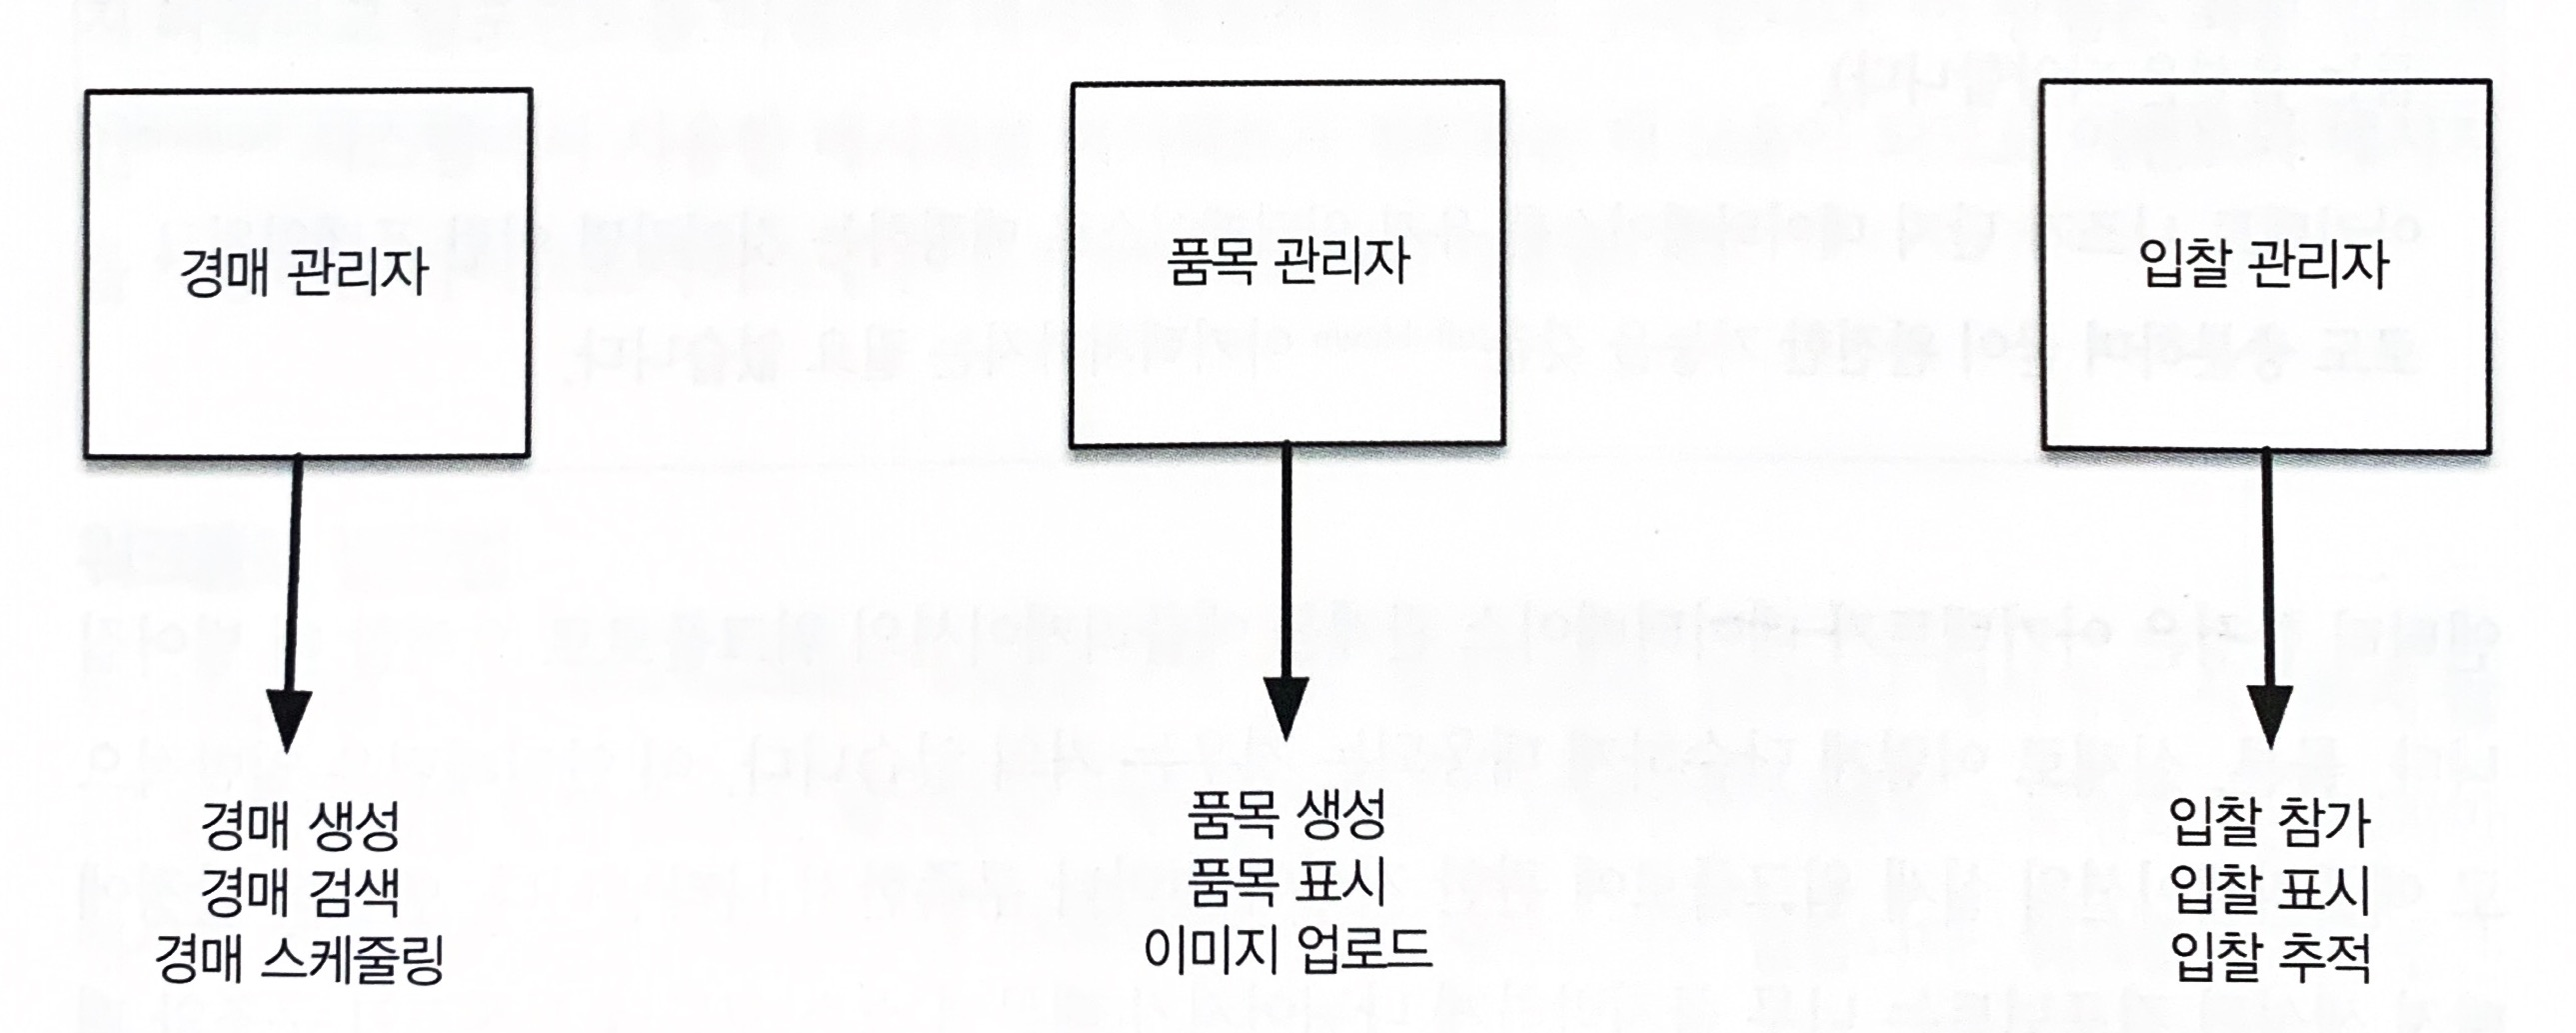 경매 관리자
품목 관리자
입찰 관리자
경매 생성
경매 검색
경매 스케줄링
품목 생성
품목 표시
이미지 업로드
입찰 참가
입찰 표시
입찰 추적